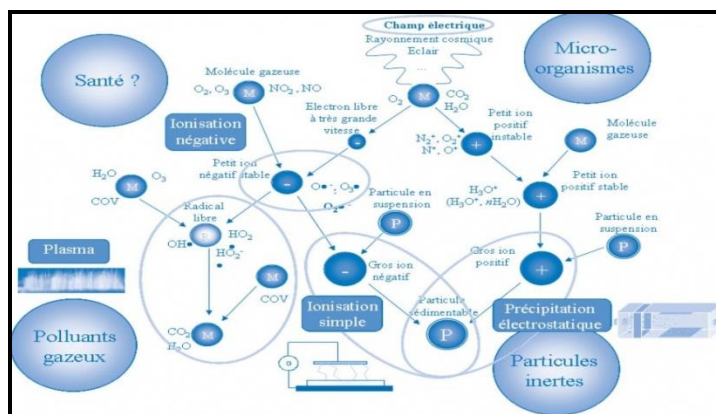 Champ électrique
Rayonnement cosmique
Eclair
...
Santé ?
Micro-
organismes
Molécule gazeuse
O₂, O₃
M
NO₂, NO
O₂
M
CO₂
H₂O
Ionisation
négative
Electron libre
à très grande
vitesse
-
Petit ion
positif
instable
N₂⁺, O₂⁺
N⁺, O⁺
+
Molécule
gazeuse
M
H₂O
M
O₃
COV
Petit ion
négatif stable
-
Particule en
suspension
P
H₃O⁺
(H₃O⁺, nH₂O)
Petit ion
positif stable
+
Radical
libre
OH
HO₂
HO₂⁻
Particule en
suspension
P
Plasma
-
Gros ion
négatif
Gros ion
positif
+
M
COV
Ionisation
simple
Particule
sédimentable
P
Précipitation
électrostatique
Polluants
gazeux
CO₂
H₂O
M
Particules
inertes